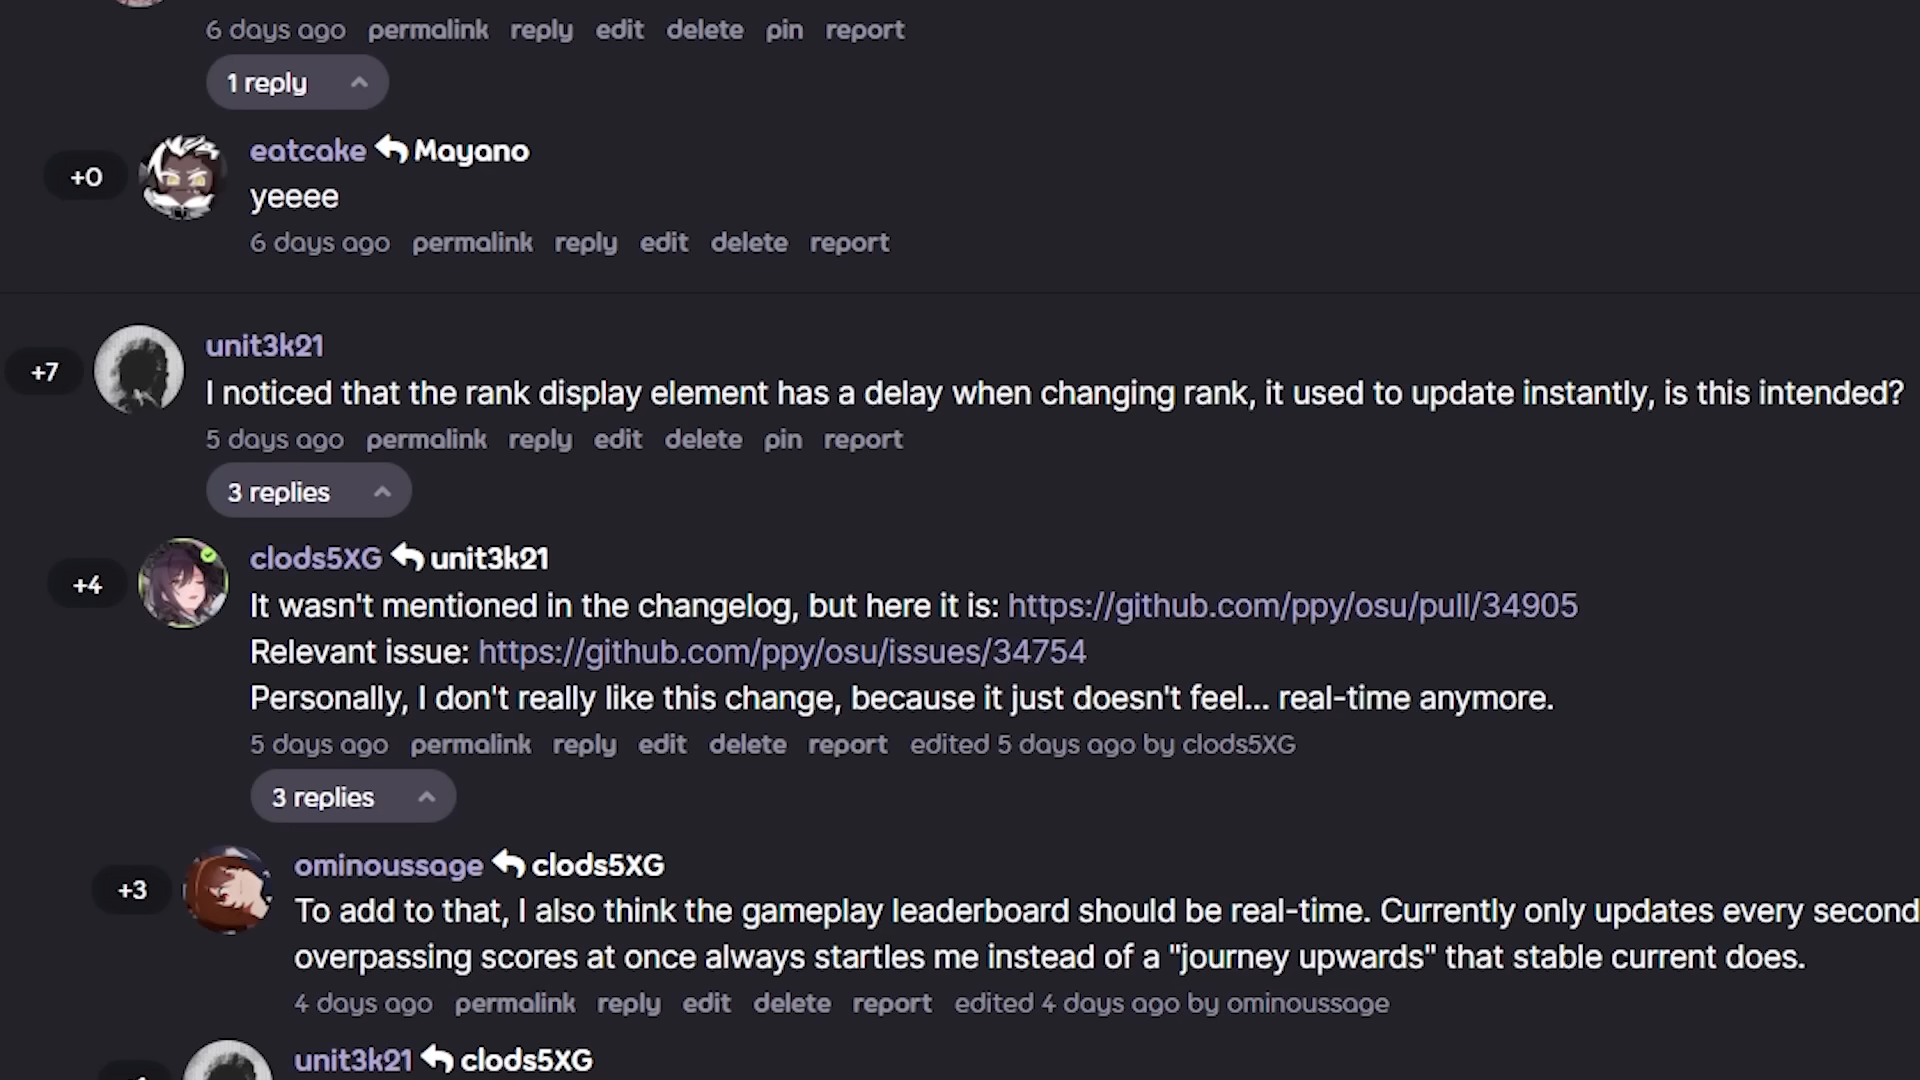 6 days ago permalink reply edit delete pin report
1 reply
+0
eatcake Mayano
yeeee
6 days ago permalink reply edit delete report
+7
unit3k21
I noticed that the rank display element has a delay when changing rank, it used to update instantly, is this intended?
5 days ago permalink reply edit delete pin report
3 replies
+4
clods5XG unit3k21
It wasn't mentioned in the changelog, but here it is: https://github.com/ppy/osu/pull/34905
Relevant issue: https://github.com/ppy/osu/issues/34754
Personally, I don't really like this change, because it just doesn't feel... real-time anymore.
5 days ago permalink reply edit delete report edited 5 days ago by clods5XG
3 replies
+3
ominoussage clods5XG
To add to that, I also think the gameplay leaderboard should be real-time. Currently only updates every second
overpassing scores at once always startles me instead of a "journey upwards" that stable current does.
4 days ago permalink reply edit delete report edited 4 days ago by ominoussage
unit3k21 clods5XG